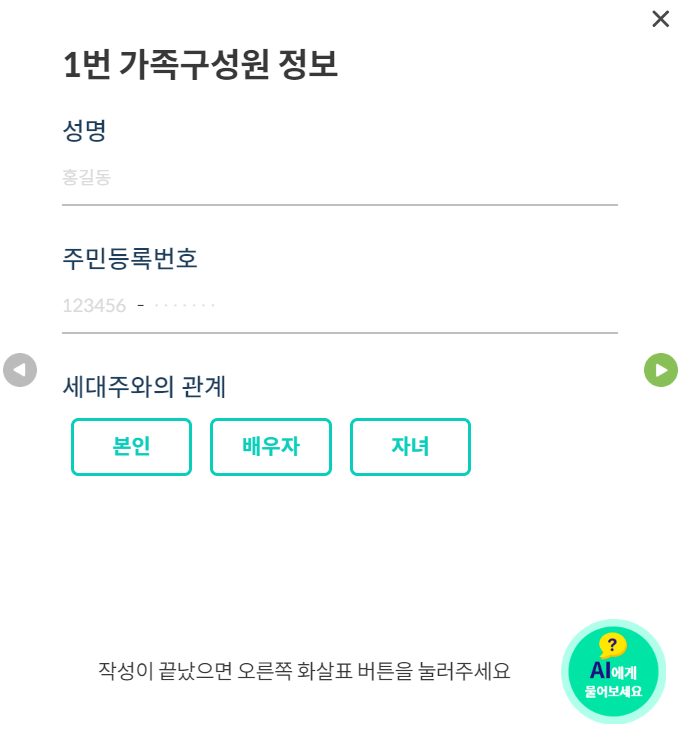 1번 가족구성원 정보
성명
홍길동
주민등록번호
123456 - ·······
세대주와의 관계
본인 배우자 자녀
작성이 끝났으면 오른쪽 화살표 버튼을 눌러주세요
?
AI에게
물어보세요